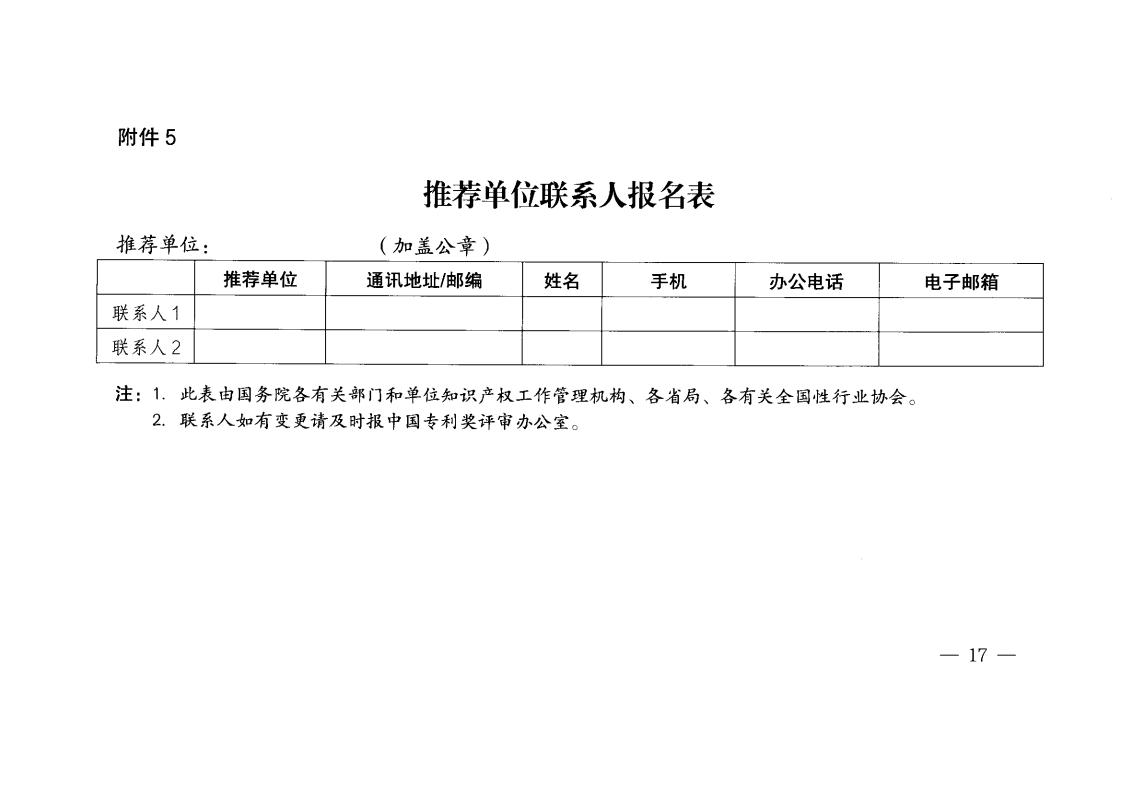 附件 5
推荐单位联系人报名表
推荐单位： （加盖公章）
推荐单位 通讯地址/邮编 姓名 手机 办公电话 电子邮箱
联系人 1
联系人 2
注：1. 此表由国务院各有关部门和单位知识产权工作管理机构、各省局、各有关全国性行业协会。
2. 联系人如有变更请及时报中国专利奖评审办公室。
— 17 —